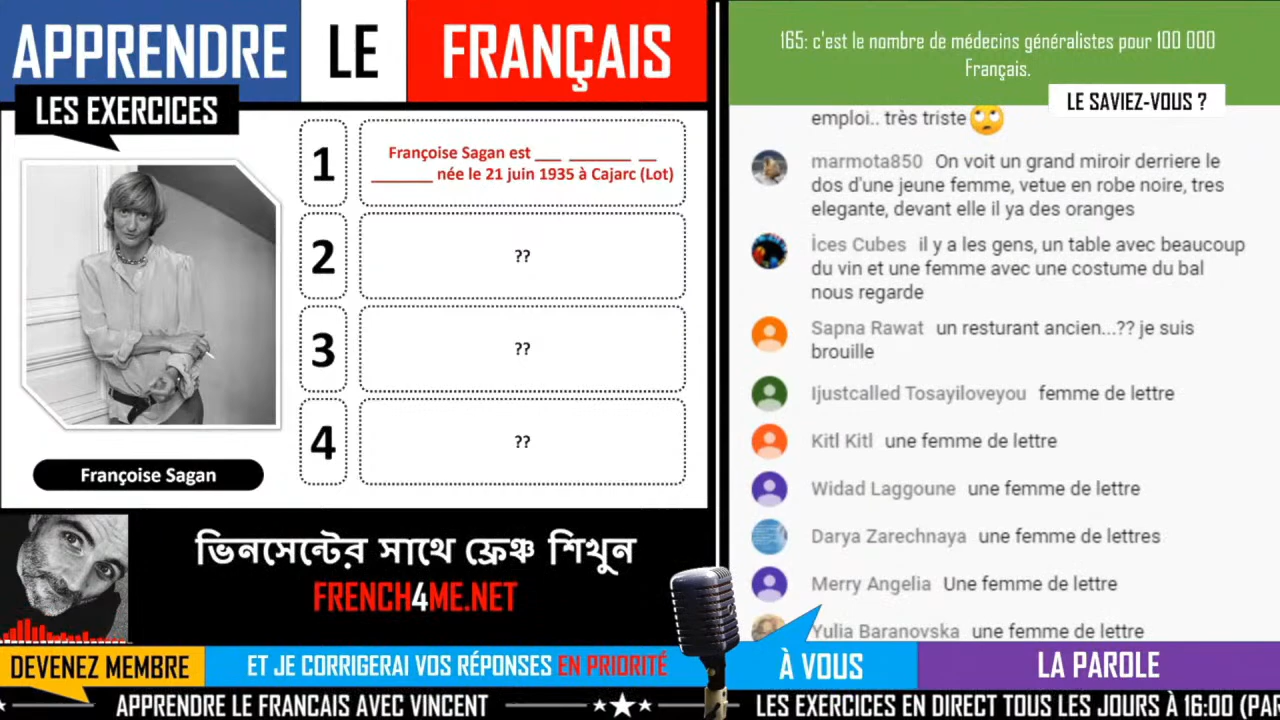 APPRENDRE LE FRANÇAIS
LES EXERCICES
1
Françoise Sagan est ___ _______ __
_______ née le 21 juin 1935 à Cajarc (Lot)
2
??
3
??
4
??
Françoise Sagan
ভিনসেন্টের সাথে ফ্রেঞ্চ শিখুন
FRENCH4ME.NET
DEVENEZ MEMBRE
ET JE CORRIGERAI VOS RÉPONSES EN PRIORITÉ
165: c'est le nombre de médecins généralistes pour 100 000
Français.
LE SAVIEZ-VOUS ?
emploi.. très triste🙄
marmota850 On voit un grand miroir derriere le
dos d'une jeune femme, vetue en robe noire, tres
elegante, devant elle il ya des oranges
İces Cubes il y a les gens, un table avec beaucoup
du vin et une femme avec une costume du bal
nous regarde
Sapna Rawat un resturant ancien...?? je suis
brouille
Ijustcalled Tosayiloveyou femme de lettre
Kitl Kitl une femme de lettre
Widad Laggoune une femme de lettre
Darya Zarechnaya une femme de lettres
Merry Angelia Une femme de lettre
Yulia Baranovska une femme de lettre
À VOUS
LA PAROLE
APPRENDRE LE FRANCAIS AVEC VINCENT
LES EXERCICES EN DIRECT TOUS LES JOURS À 16:00 (PAR